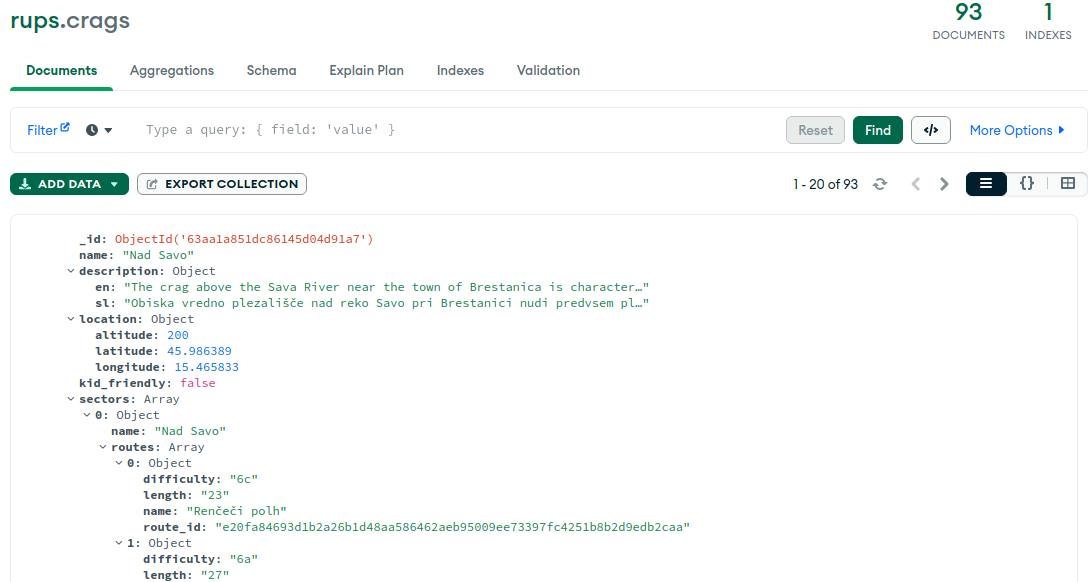 rups.crags
93
DOCUMENTS
1
INDEXES
Documents
Aggregations
Schema
Explain Plan
Indexes
Validation
Filter
Type a query: { field: 'value' }
Reset
Find
</>
More Options
ADD DATA
EXPORT COLLECTION
1 - 20 of 93
{}
_id: ObjectId('63aa1a851dc86145d04d91a7')
name: "Nad Savo"
description: Object
en: "The crag above the Sava River near the town of Brestanica is character…"
sl: "Obiska vredno plezališče nad reko Savo pri Brestanici nudi predvsem pl…"
location: Object
altitude: 200
latitude: 45.986389
longitude: 15.465833
kid_friendly: false
sectors: Array
0: Object
name: "Nad Savo"
routes: Array
0: Object
difficulty: "6c"
length: "23"
name: "Renčeči polh"
route_id: "e20fa84693d1b2a26b1d48aa586462aeb95009ee73397fc4251b8b2d9edb2caa"
1: Object
difficulty: "6a"
length: "27"